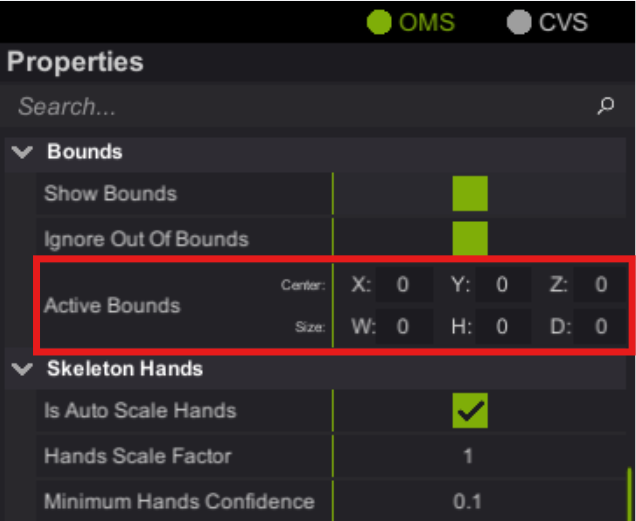 OMS CVS
Properties
Search...
Bounds
Show Bounds
Ignore Out Of Bounds
Active Bounds
Center: X: 0 Y: 0 Z: 0
Size: W: 0 H: 0 D: 0
Skeleton Hands
Is Auto Scale Hands
Hands Scale Factor 1
Minimum Hands Confidence 0.1